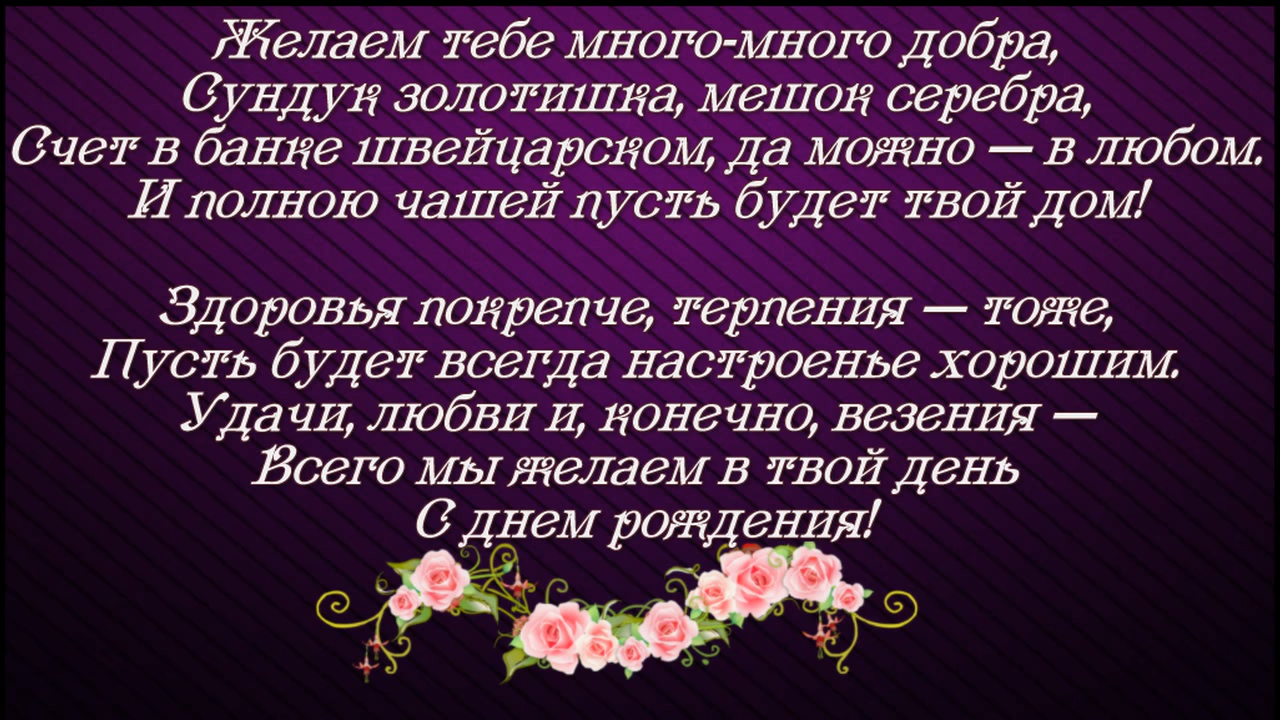 Желаем тебе много-много добра,
Сундук золотишка, мешок серебра,
Счет в банке швейцарском, да можно — в любом.
И полною чашей пусть будет твой дом!
Здоровья покрепче, терпения — тоже,
Пусть будет всегда настроенье хорошим.
Удачи, любви и, конечно, везения —
Всего мы желаем в твой день
С днем рождения!